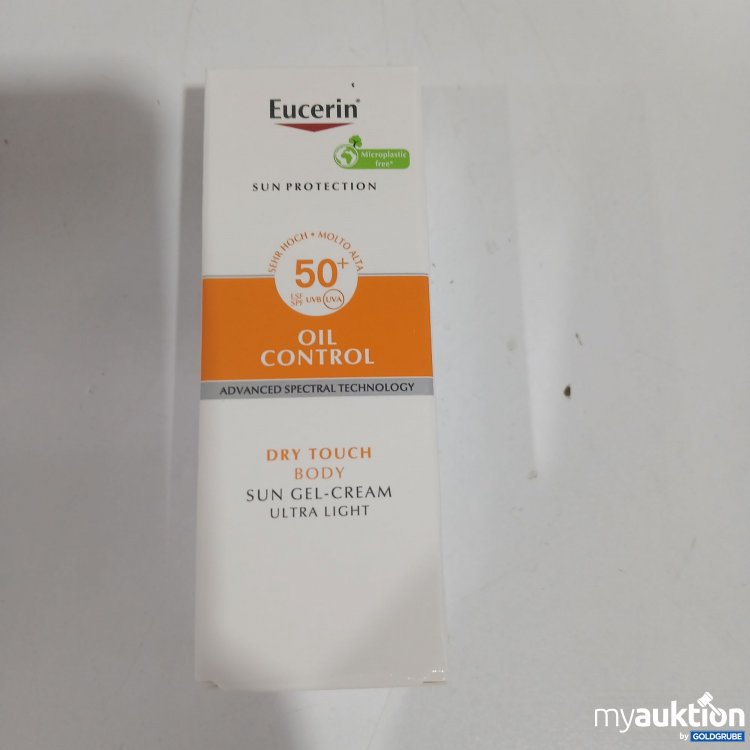 Eucerin®
Microplastic
free*
SUN PROTECTION
SEHR HOCH • MOLTO ALTA
50+
LSF
SPF UVB UVA
OIL
CONTROL
ADVANCED SPECTRAL TECHNOLOGY
DRY TOUCH
BODY
SUN GEL-CREAM
ULTRA LIGHT
myauktion
by GOLDGRUBE